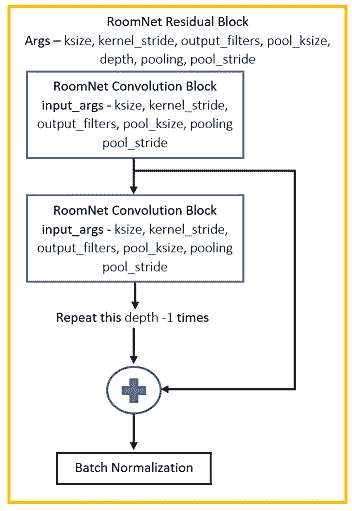 RoomNet Residual Block
Args – ksize, kernel_stride, output_filters, pool_ksize,
depth, pooling, pool_stride
RoomNet Convolution Block
input_args - ksize, kernel_stride,
output_filters, pool_ksize, pooling
pool_stride
RoomNet Convolution Block
input_args - ksize, kernel_stride,
output_filters, pool_ksize, pooling
pool_stride
Repeat this depth -1 times
Batch Normalization